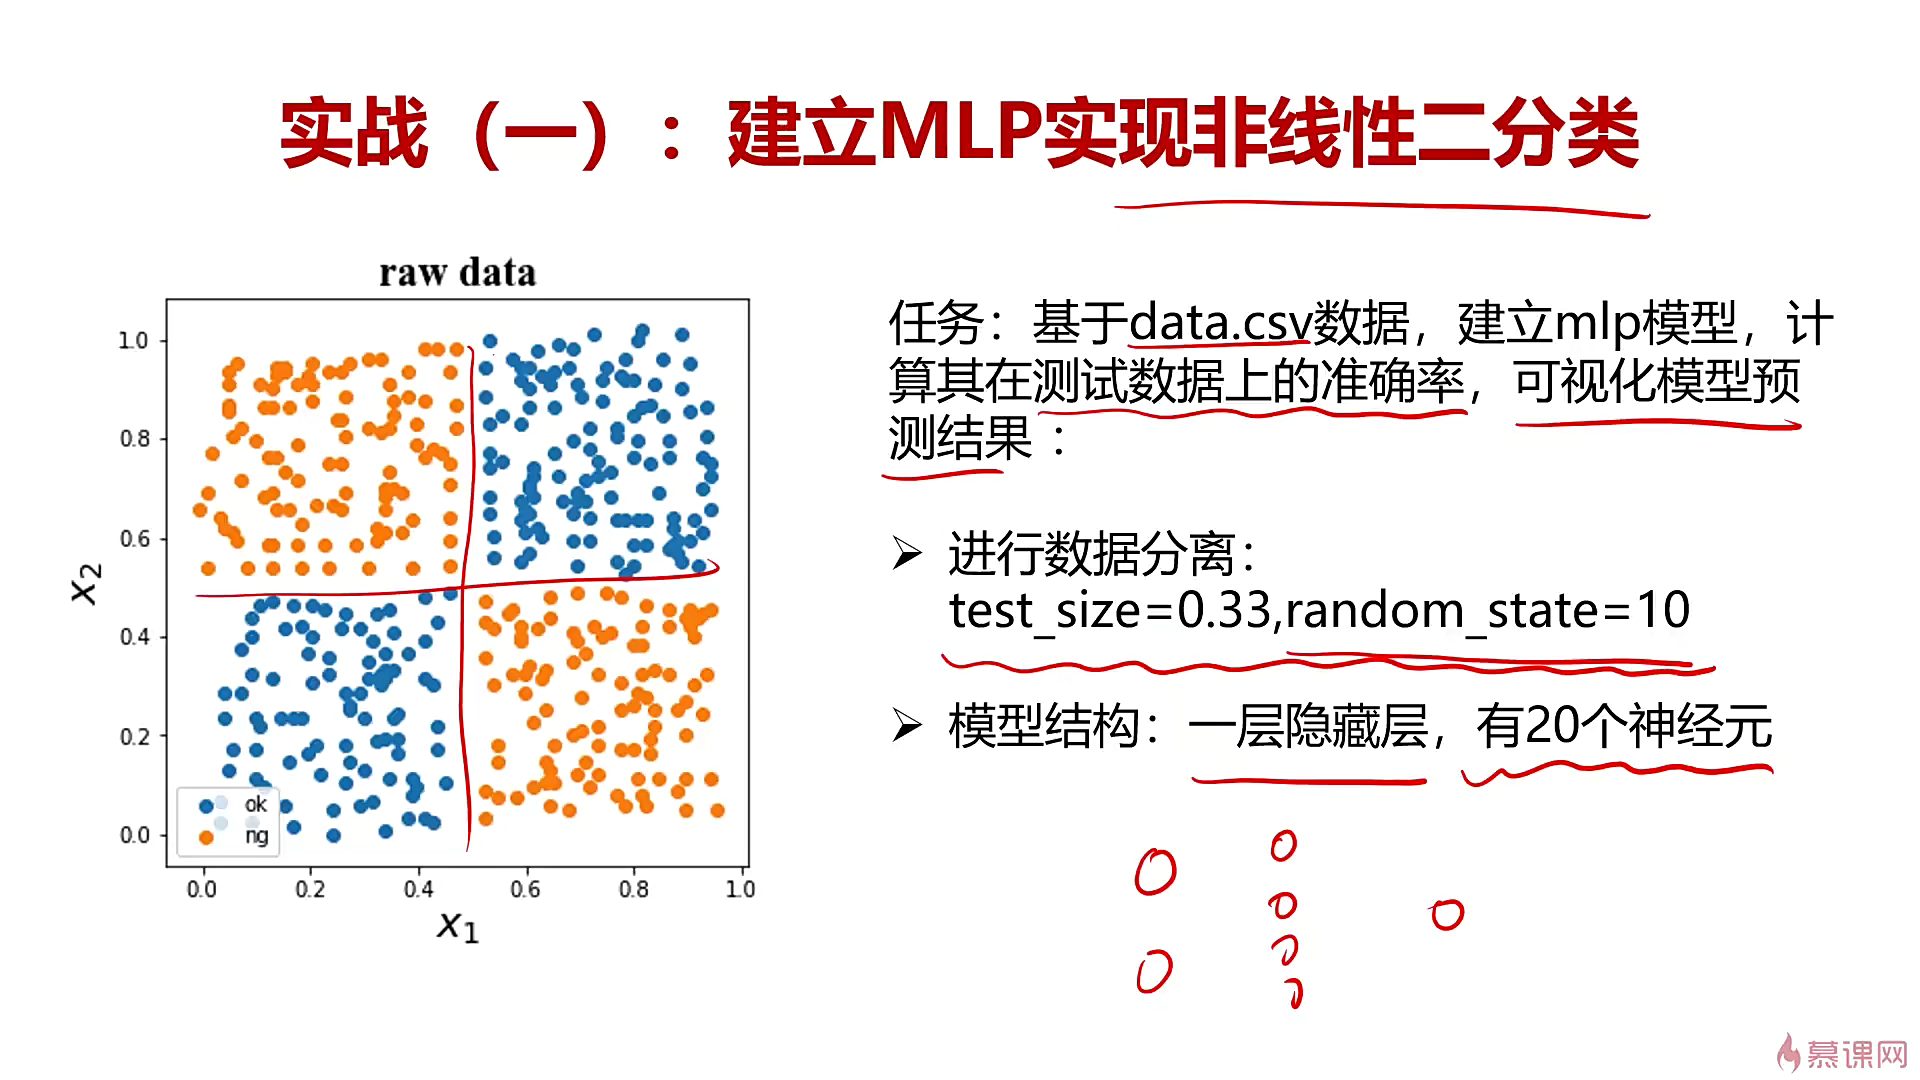 实战（一）：建立MLP实现非线性二分类
raw data
1.0
0.8
0.6
0.4
0.2
0.0
x2
ok
ng
0.0 0.2 0.4 0.6 0.8 1.0
x1
任务：基于data.csv数据，建立mlp模型，计
算其在测试数据上的准确率，可视化模型预
测结果：
➢ 进行数据分离：
test_size=0.33,random_state=10
➢ 模型结构：一层隐藏层，有20个神经元
慕课网